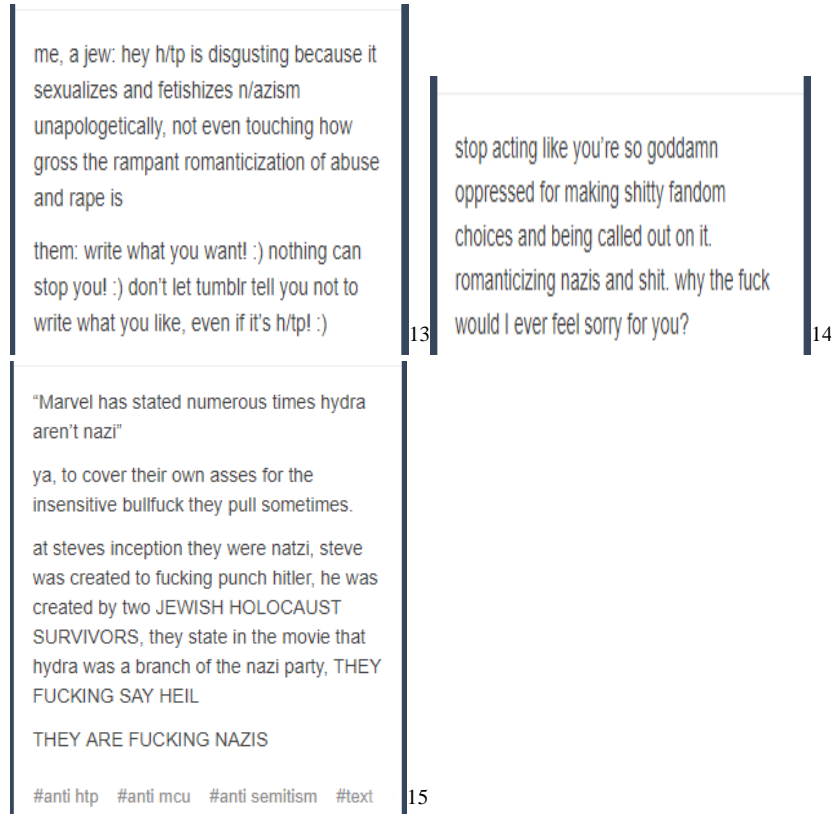 me, a jew: hey h/tp is disgusting because it
sexualizes and fetishizes n/azism
unapologetically, not even touching how
gross the rampant romanticization of abuse
and rape is
them: write what you want! :) nothing can
stop you! :) don’t let tumblr tell you not to
write what you like, even if it’s h/tp! :)
13
stop acting like you’re so goddamn
oppressed for making shitty fandom
choices and being called out on it.
romanticizing nazis and shit. why the fuck
would I ever feel sorry for you?
14
“Marvel has stated numerous times hydra
aren’t nazi”
ya, to cover their own asses for the
insensitive bullfuck they pull sometimes.
at steves inception they were natzi, steve
was created to fucking punch hitler, he was
created by two JEWISH HOLOCAUST
SURVIVORS, they state in the movie that
hydra was a branch of the nazi party, THEY
FUCKING SAY HEIL
THEY ARE FUCKING NAZIS
#anti htp #anti mcu #anti semitism #text
15